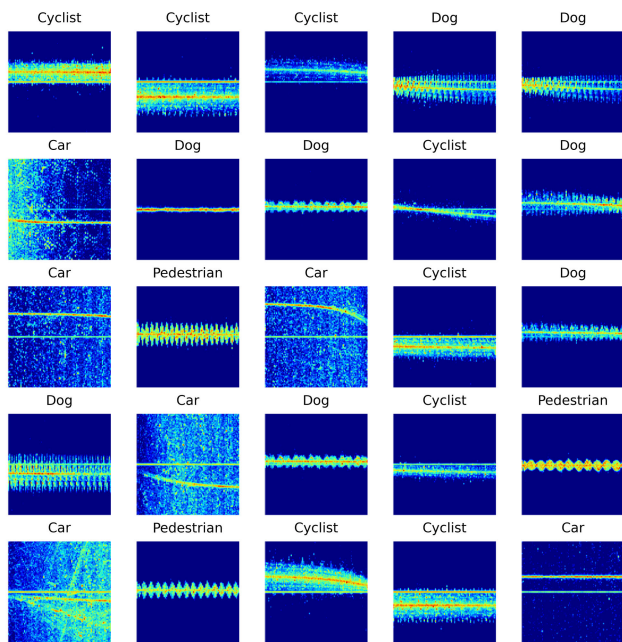 Cyclist Cyclist Cyclist Dog Dog
Car Dog Dog Cyclist Dog
Car Pedestrian Car Cyclist Dog
Dog Car Dog Cyclist Pedestrian
Car Pedestrian Cyclist Cyclist Car